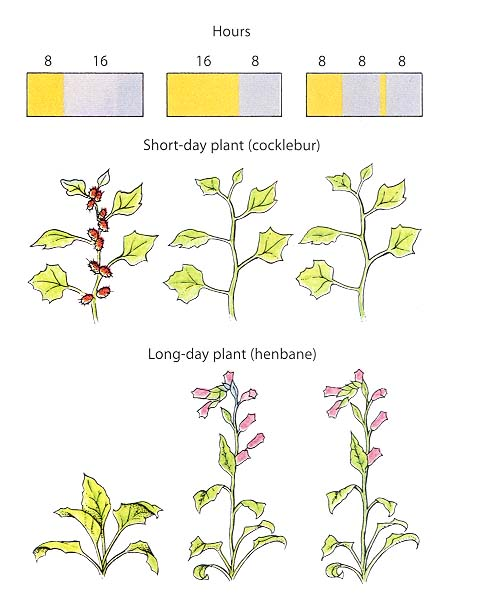 Hours
8 16 16 8 8 8 8
Short-day plant (cocklebur)
Long-day plant (henbane)